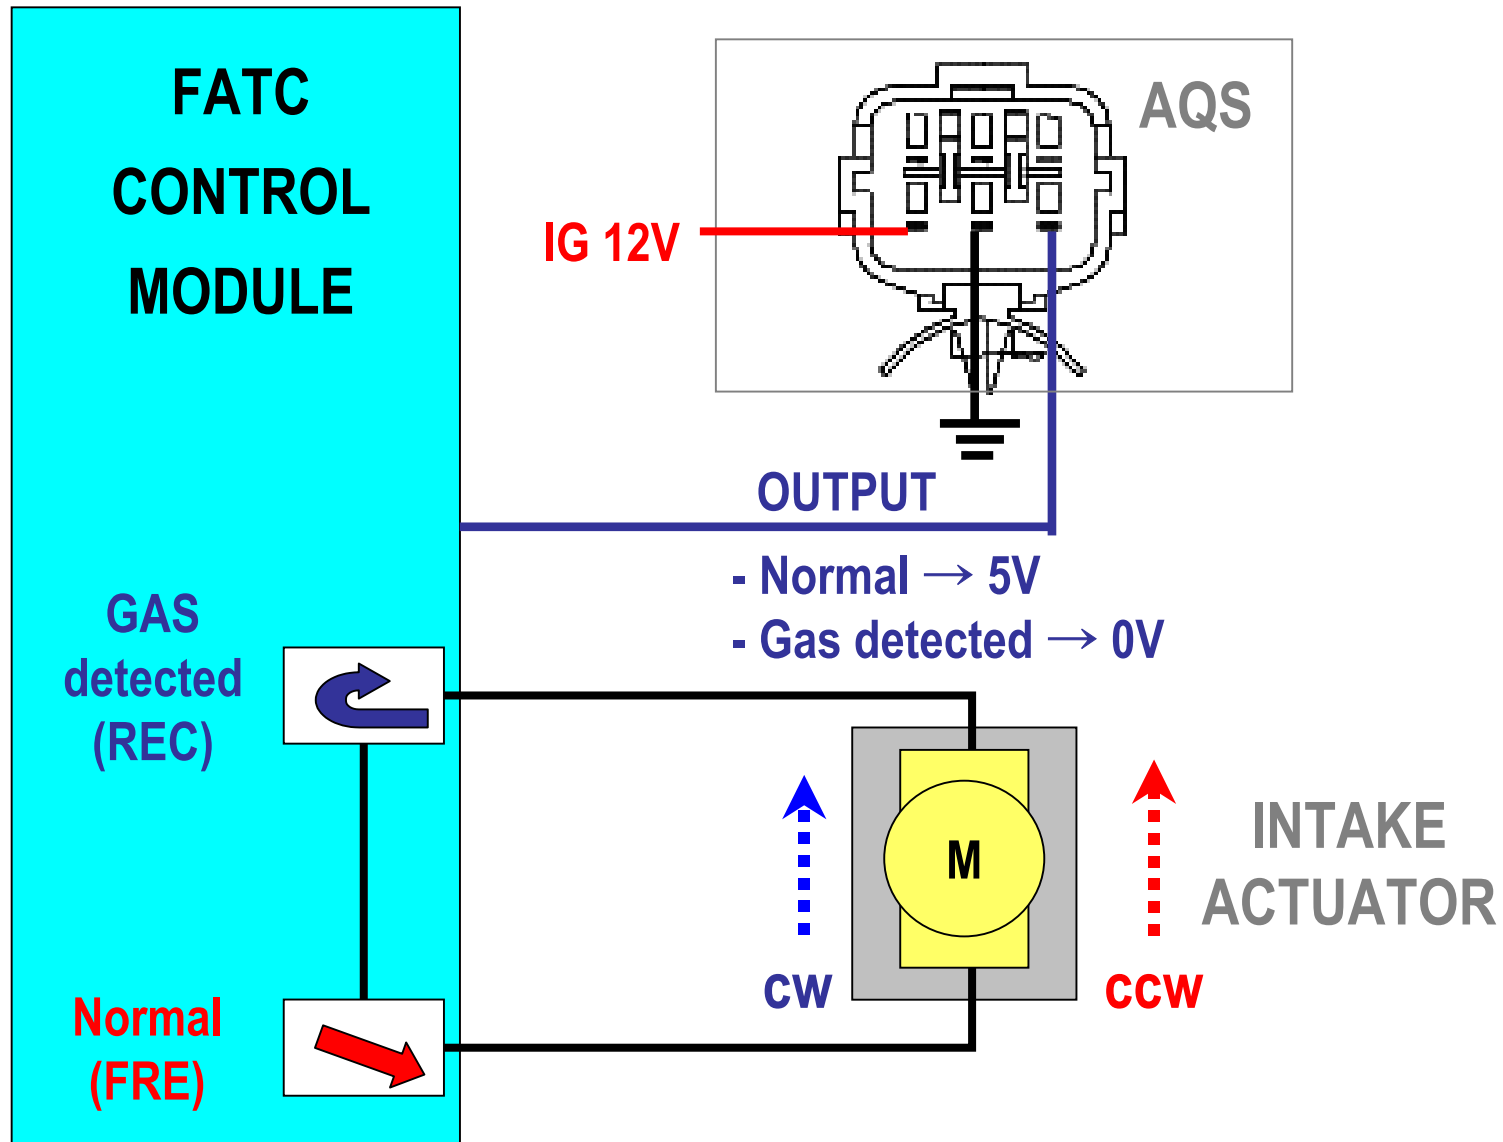 FATC
CONTROL
MODULE
AQS
IG 12V
OUTPUT
- Normal → 5V
- Gas detected → 0V
GAS
detected
(REC)
M
INTAKE
ACTUATOR
CW
CCW
Normal
(FRE)